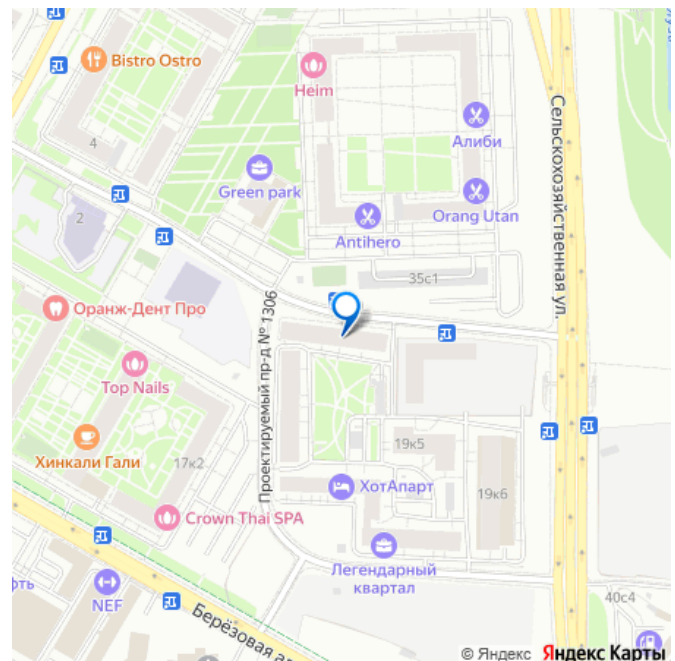 Bistro Ostro
Heim
Алиби
4
Green park
Orang Utan
2
Antihero
Сельскохозяйственная ул.
35с1
Оранж-Дент Про
Проектируемый пр-д № 1306
Top Nails
Хинкали Гали
17к2
19к5
ХотАпарт
19к6
Crown Thai SPA
Легендарный
квартал
NEF
Берёзовая
40с4
© Яндекс Яндекс Карты